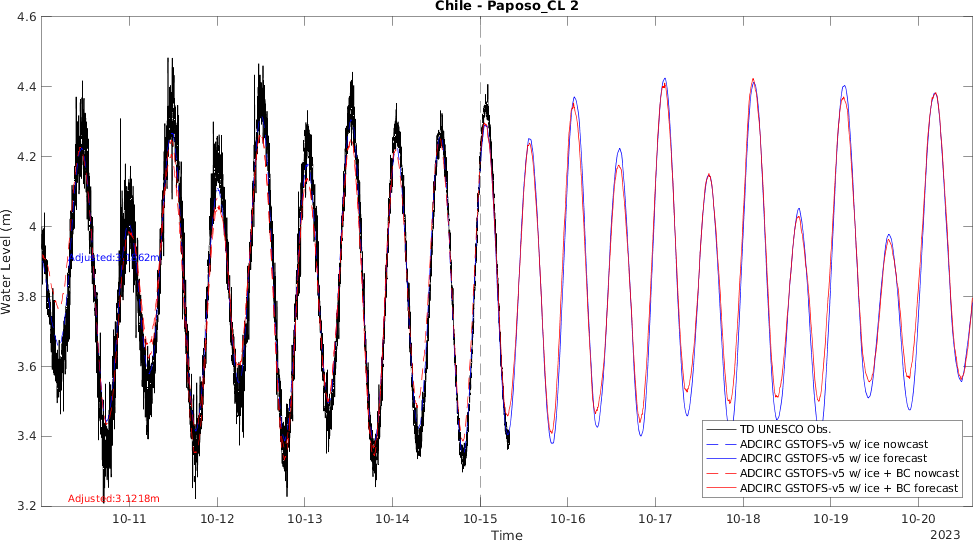 Chile - Paposo_CL 2
4.6
4.4
4.2
4
3.8
3.6
3.4
3.2
Water Level (m)
Adjusted:3.1218m
TD UNESCO Obs.
ADCIRC GSTOFS-v5 w/ ice nowcast
ADCIRC GSTOFS-v5 w/ ice forecast
ADCIRC GSTOFS-v5 w/ ice + BC nowcast
ADCIRC GSTOFS-v5 w/ ice + BC forecast
10-11 10-12 10-13 10-14 10-15 10-16 10-17 10-18 10-19 10-20
2023
Time